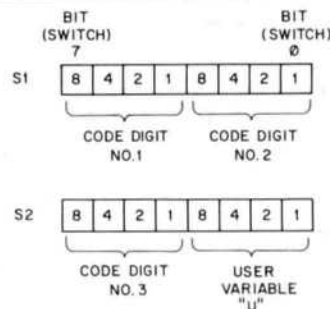 BIT BIT
(SWITCH) (SWITCH)
7 Ø
S1 8 4 2 1 8 4 2 1
CODE DIGIT CODE DIGIT
NO.1 NO.2
S2 8 4 2 1 8 4 2 1
CODE DIGIT USER
NO.3 VARIABLE
"u"